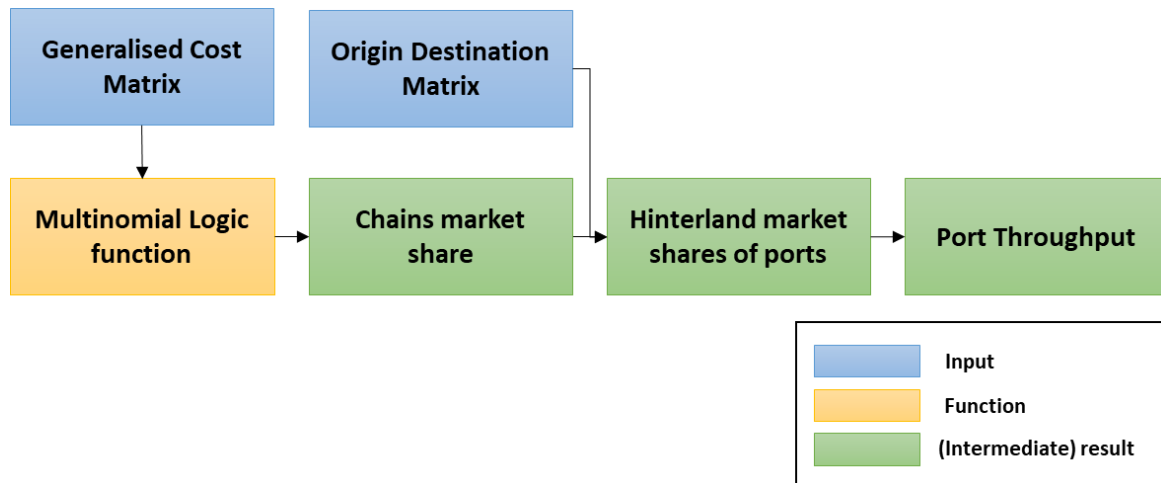 Generalised Cost
Matrix
Origin Destination
Matrix
Multinomial Logic
function
Chains market
share
Hinterland market
shares of ports
Port Throughput
Input
Function
(Intermediate) result